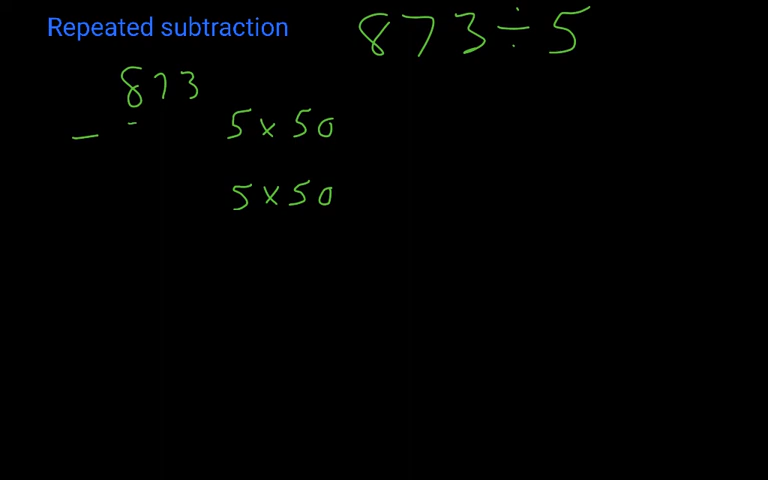 Repeated subtraction
873 ÷ 5
873
- 5 x 50
5 x 50